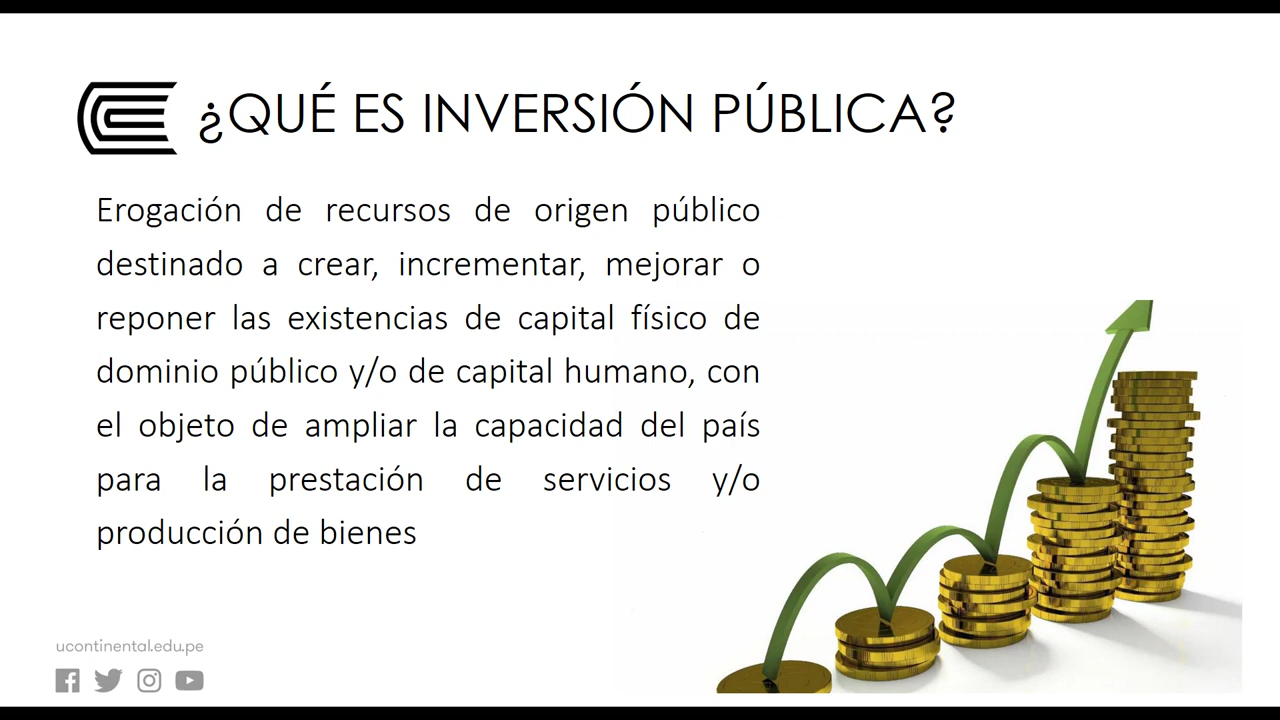 ¿QUÉ ES INVERSIÓN PÚBLICA?
Erogación de recursos de origen público
destinado a crear, incrementar, mejorar o
reponer las existencias de capital físico de
dominio público y/o de capital humano, con
el objeto de ampliar la capacidad del país
para la prestación de servicios y/o
producción de bienes
ucontinental.edu.pe